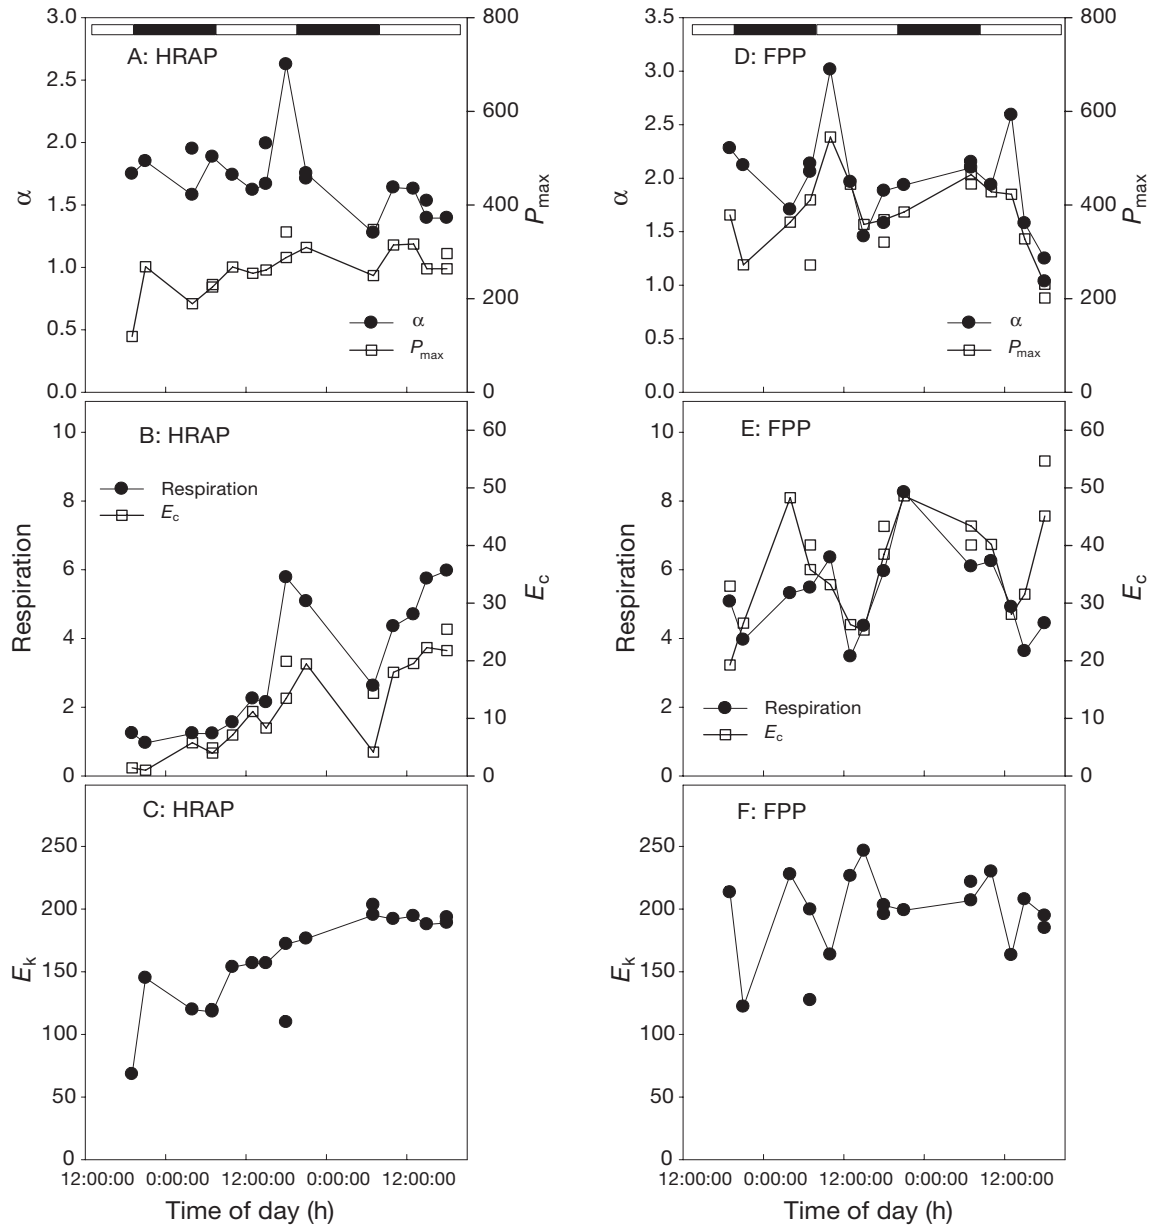 A: HRAP
3.0
2.5
2.0
1.5
1.0
0.5
0.0
α
800
600
400
200
0
Pmax
α
Pmax
D: FPP
3.5
3.0
2.5
2.0
1.5
1.0
0.5
0.0
α
800
600
400
200
0
Pmax
α
Pmax
B: HRAP
10
8
6
4
2
0
Respiration
60
50
40
30
20
10
0
Ec
Respiration
Ec
E: FPP
10
8
6
4
2
0
Respiration
60
50
40
30
20
10
0
Ec
Respiration
Ec
C: HRAP
250
200
150
100
50
0
Ek
12:00:00 0:00:00 12:00:00 0:00:00 12:00:00
Time of day (h)
F: FPP
250
200
150
100
50
0
Ek
12:00:00 0:00:00 12:00:00 0:00:00 12:00:00
Time of day (h)